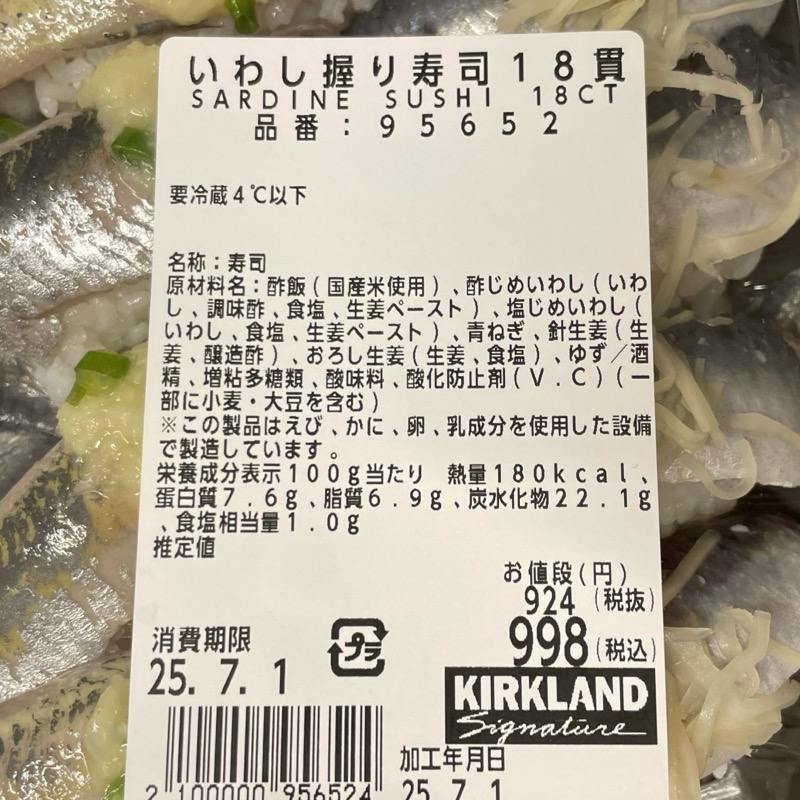 いわし握り寿司18貫
SARDINE SUSHI 18CT
品番：95652
要冷蔵4℃以下
名称：寿司
原材料名：酢飯（国産米使用）、酢じめいわし（いわ
し、調味酢、食塩、生姜ペースト）、塩じめいわし（
いわし、食塩、生姜ペースト）、青ねぎ、針生姜（生
姜、醸造酢）、おろし生姜（生姜、食塩）、ゆず／酒
精、増粘多糖類、酸味料、酸化防止剤（V．C）（一
部に小麦・大豆を含む）
※この製品はえび、かに、卵、乳成分を使用した設備
で製造しています。
栄養成分表示100g当たり　熱量180kcal、
蛋白質7．6g、脂質6．9g、炭水化物22．1g
、食塩相当量1．0g
推定値
お値段（円）
924（税抜）
998（税込）
消費期限
25. 7. 1
プラ
KIRKLAND
Signature
加工年月日
25. 7. 1
2 100000 956524